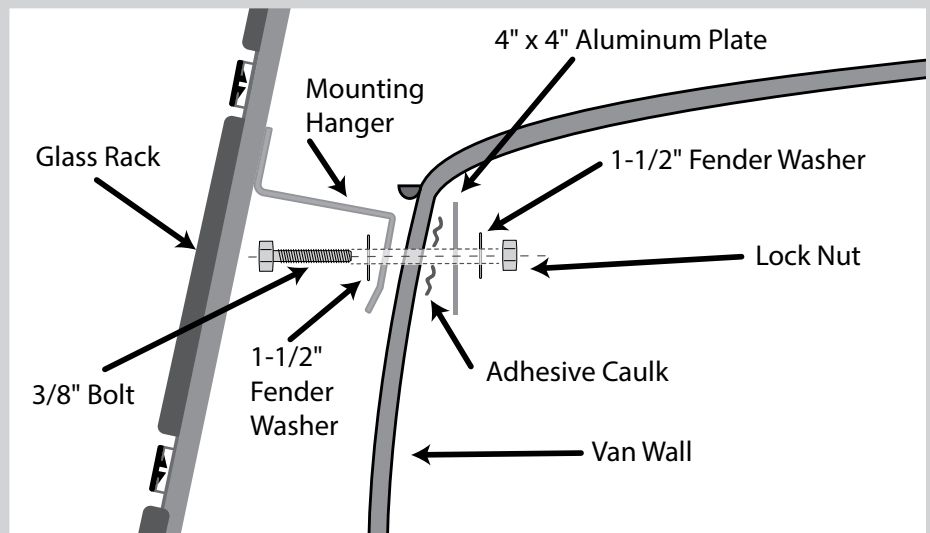 4" x 4" Aluminum Plate
Mounting
Hanger
Glass Rack
1-1/2" Fender Washer
Lock Nut
1-1/2"
Fender
Washer
3/8" Bolt
Adhesive Caulk
Van Wall